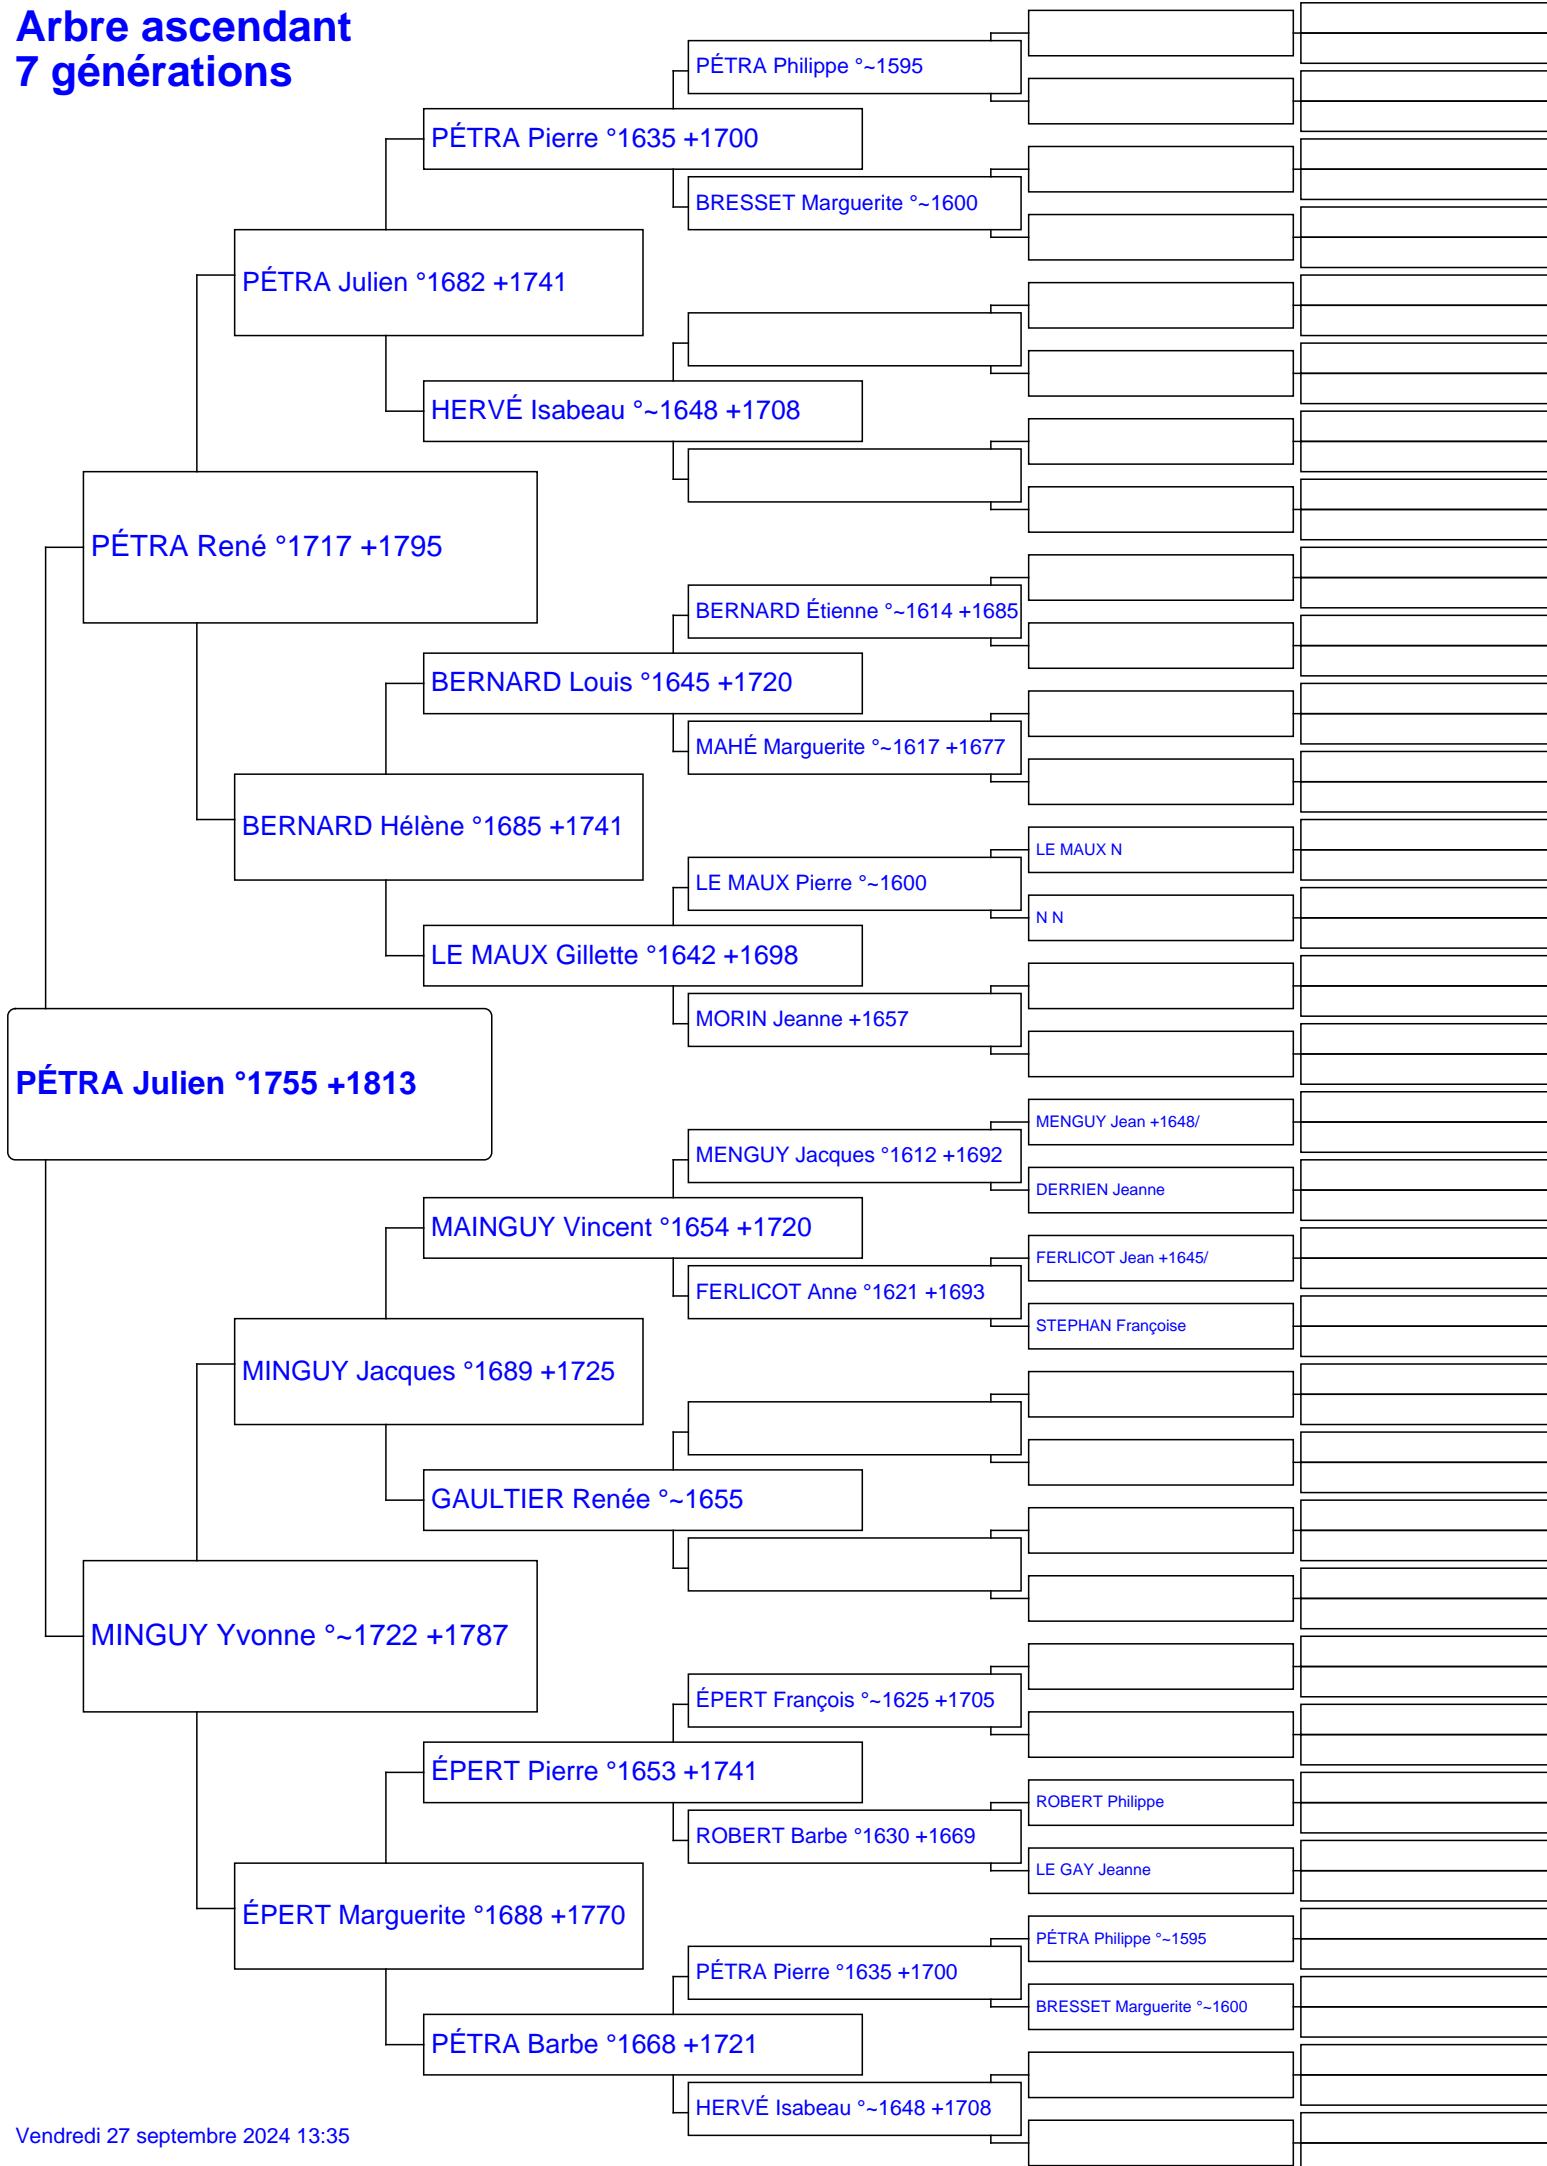 Arbre ascendant
7 générations
PÉTRA Philippe °~1595
PÉTRA Pierre °1635 +1700
BRESSET Marguerite °~1600
PÉTRA Julien °1682 +1741
HERVÉ Isabeau °~1648 +1708
PÉTRA René °1717 +1795
BERNARD Étienne °~1614 +1685
BERNARD Louis °1645 +1720
MAHÉ Marguerite °~1617 +1677
BERNARD Hélène °1685 +1741
LE MAUX N
LE MAUX Pierre °~1600
N N
LE MAUX Gillette °1642 +1698
MORIN Jeanne +1657
PÉTRA Julien °1755 +1813
MENGUY Jean +1648/
MENGUY Jacques °1612 +1692
DERRIEN Jeanne
MAINGUY Vincent °1654 +1720
FERLICOT Jean +1645/
FERLICOT Anne °1621 +1693
STEPHAN Françoise
MINGUY Jacques °1689 +1725
GAULTIER Renée °~1655
MINGUY Yvonne °~1722 +1787
ÉPERT François °~1625 +1705
ÉPERT Pierre °1653 +1741
ROBERT Philippe
ROBERT Barbe °1630 +1669
LE GAY Jeanne
ÉPERT Marguerite °1688 +1770
PÉTRA Philippe °~1595
PÉTRA Pierre °1635 +1700
BRESSET Marguerite °~1600
PÉTRA Barbe °1668 +1721
HERVÉ Isabeau °~1648 +1708
Vendredi 27 septembre 2024 13:35